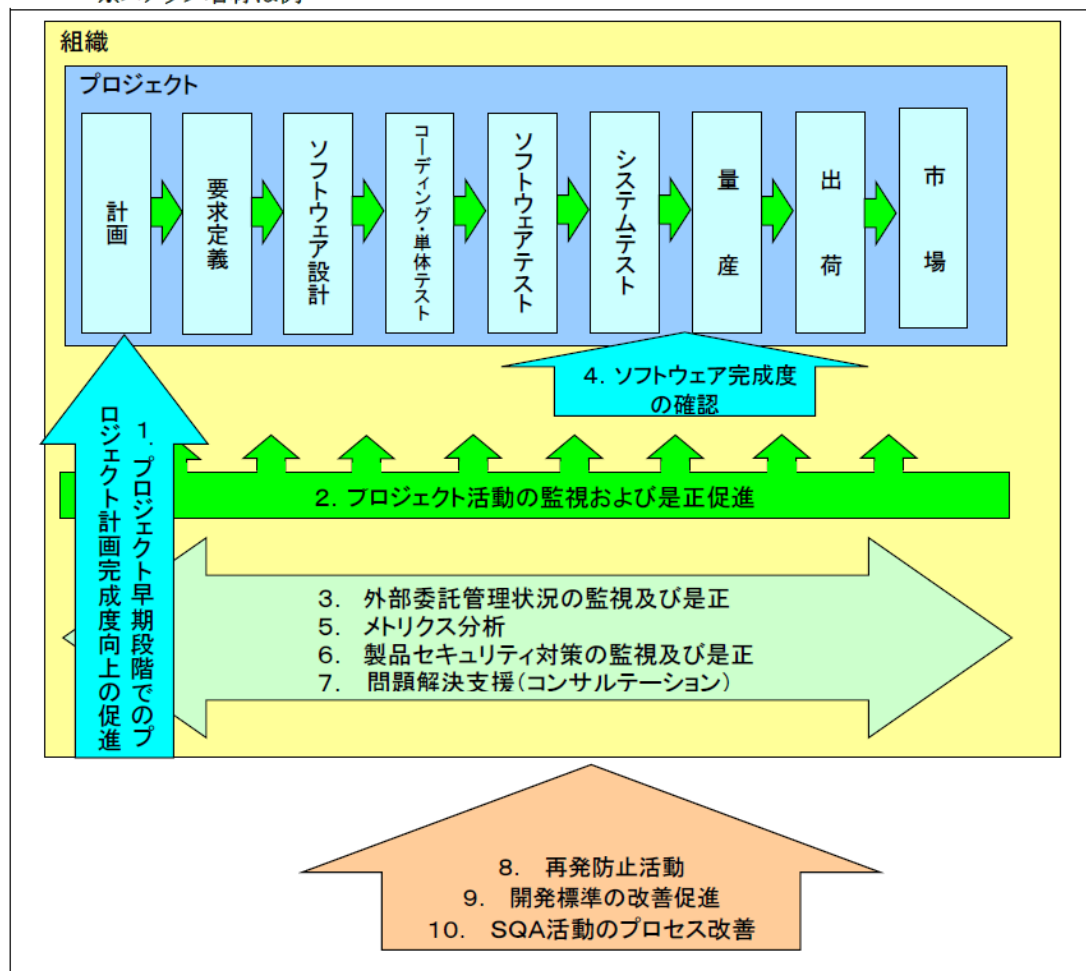 組織
プロジェクト
計画
要求定義
ソフトウェア設計
コーディング・単体テスト
ソフトウェアテスト
システムテスト
量産
出荷
市場
4．ソフトウェア完成度
の確認
1．プロジェクト早期段階でのプ
ロジェクト計画完成度向上の促進
2．プロジェクト活動の監視および是正促進
3．　外部委託管理状況の監視及び是正
5．　メトリクス分析
6．　製品セキュリティ対策の監視及び是正
7．　問題解決支援（コンサルテーション）
8．　再発防止活動
9．　開発標準の改善促進
10．　SQA活動のプロセス改善